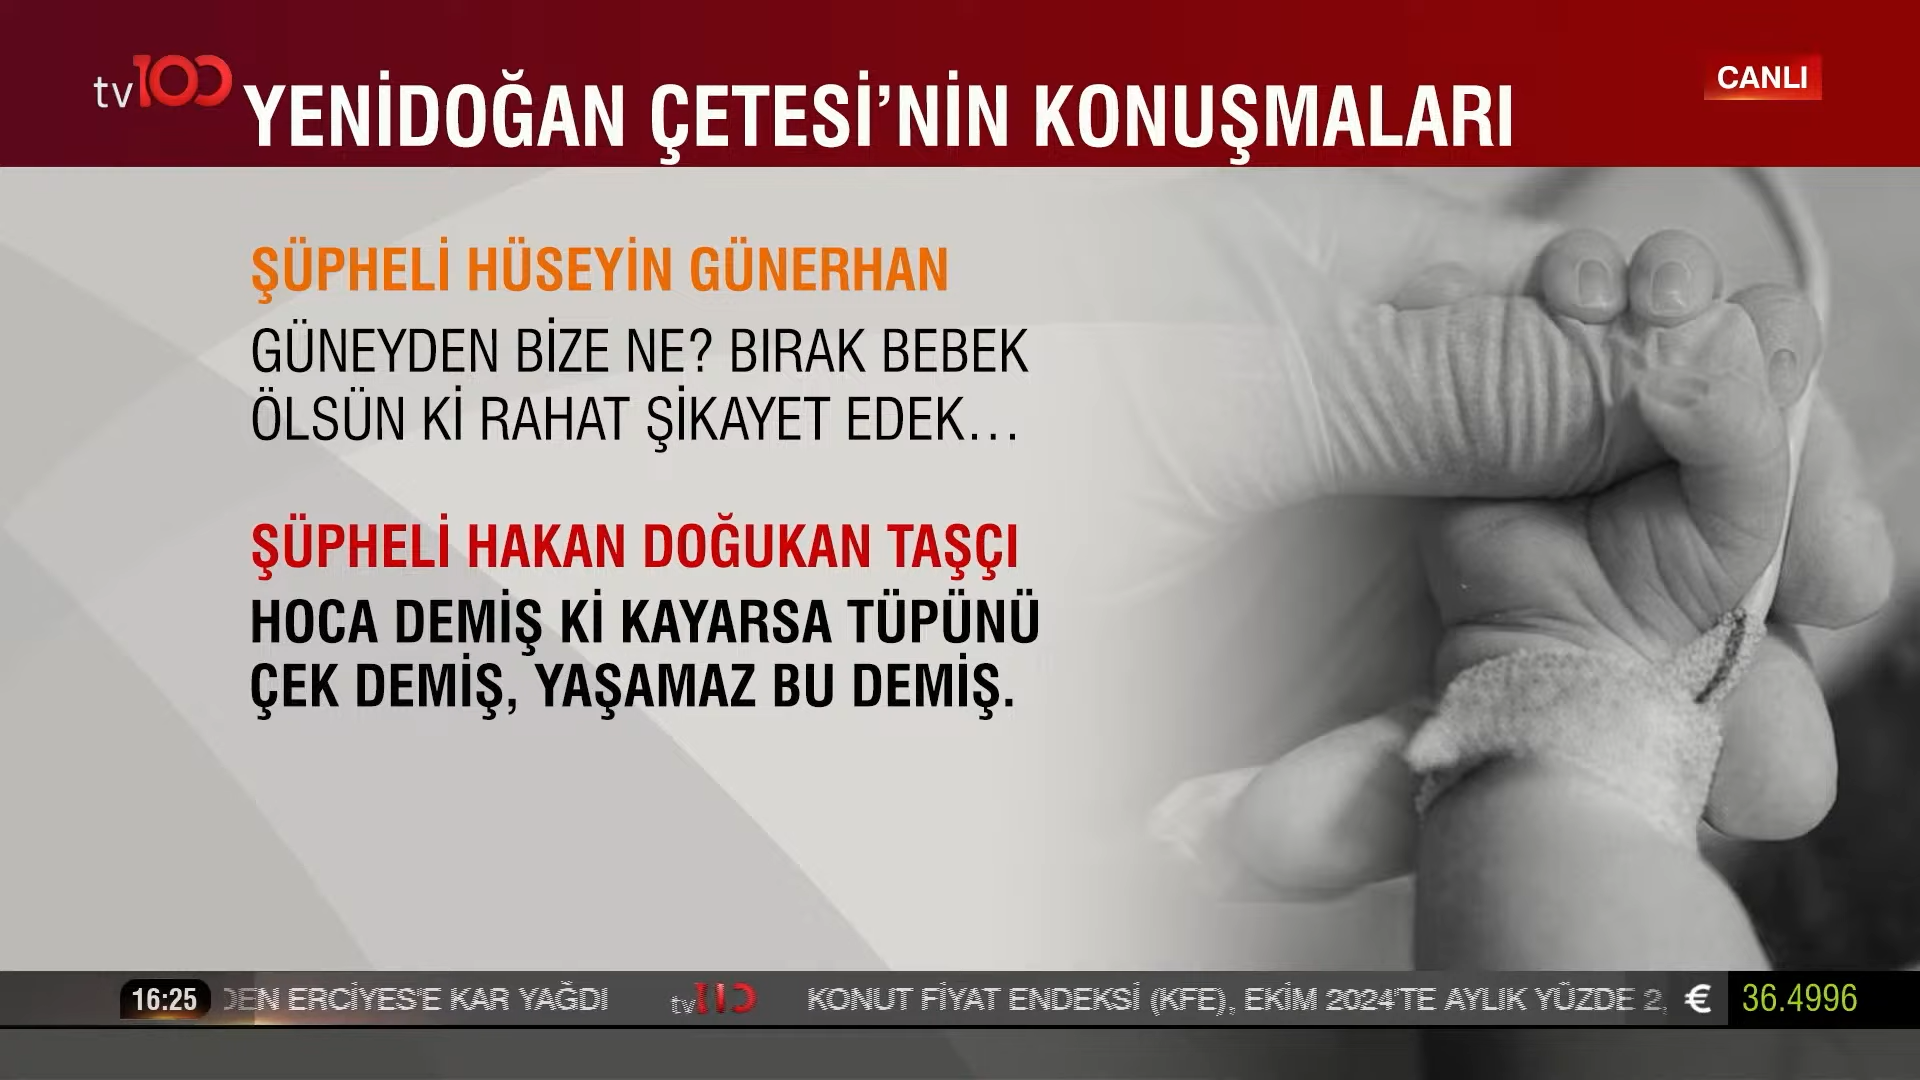 tv100
YENİDOĞAN ÇETESİ'NİN KONUŞMALARI
CANLI
ŞÜPHELİ HÜSEYİN GÜNERHAN
GÜNEYDEN BİZE NE? BIRAK BEBEK
ÖLSÜN Kİ RAHAT ŞİKAYET EDEK...
ŞÜPHELİ HAKAN DOĞUKAN TAŞÇI
HOCA DEMİŞ Kİ KAYARSA TÜPÜNÜ
ÇEK DEMİŞ, YAŞAMAZ BU DEMİŞ.
16:25 DEN ERCİYES'E KAR YAĞDI tv100 KONUT FİYAT ENDEKSİ (KFE), EKİM 2024'TE AYLIK YÜZDE 2, € 36.4996